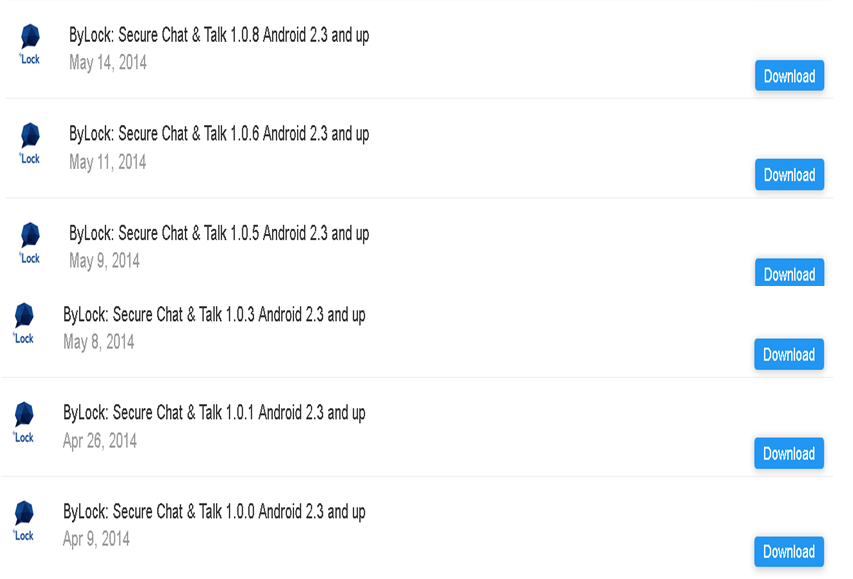 ByLock: Secure Chat & Talk 1.0.8 Android 2.3 and up
May 14, 2014
Lock
Download
ByLock: Secure Chat & Talk 1.0.6 Android 2.3 and up
May 11, 2014
Lock
Download
ByLock: Secure Chat & Talk 1.0.5 Android 2.3 and up
May 9, 2014
Lock
Download
ByLock: Secure Chat & Talk 1.0.3 Android 2.3 and up
May 8, 2014
Lock
Download
ByLock: Secure Chat & Talk 1.0.1 Android 2.3 and up
Apr 26, 2014
Lock
Download
ByLock: Secure Chat & Talk 1.0.0 Android 2.3 and up
Apr 9, 2014
Lock
Download